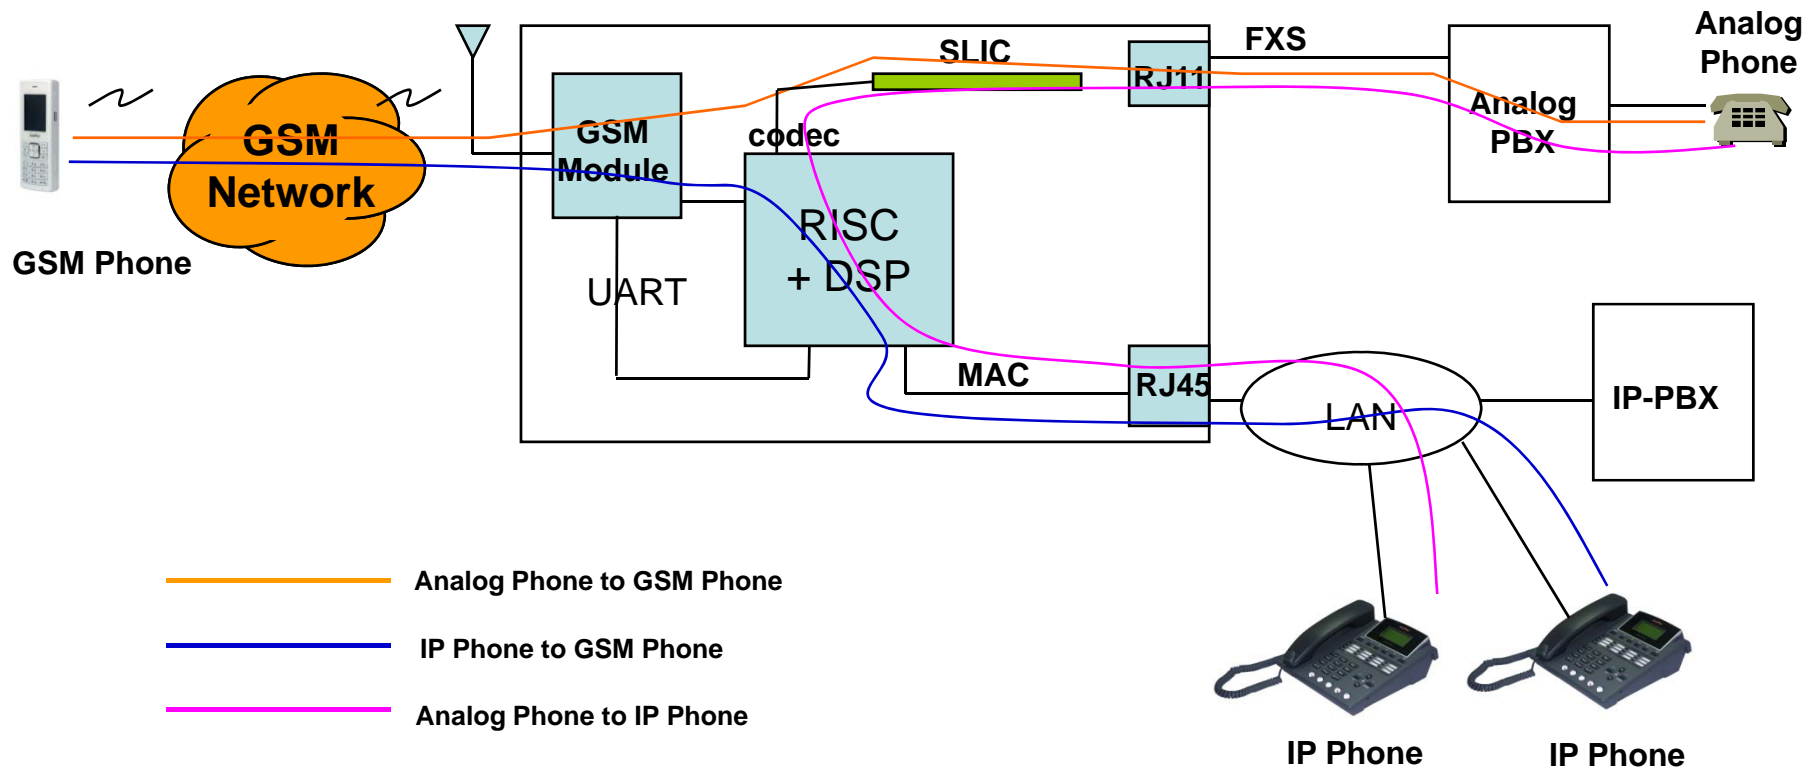 Analog
Phone
SLIC
FXS
RJ11
Analog
PBX
GSM
Network
GSM
Module
codec
RISC
+ DSP
GSM Phone
UART
MAC
RJ45
LAN
IP-PBX
Analog Phone to GSM Phone
IP Phone to GSM Phone
Analog Phone to IP Phone
IP Phone
IP Phone